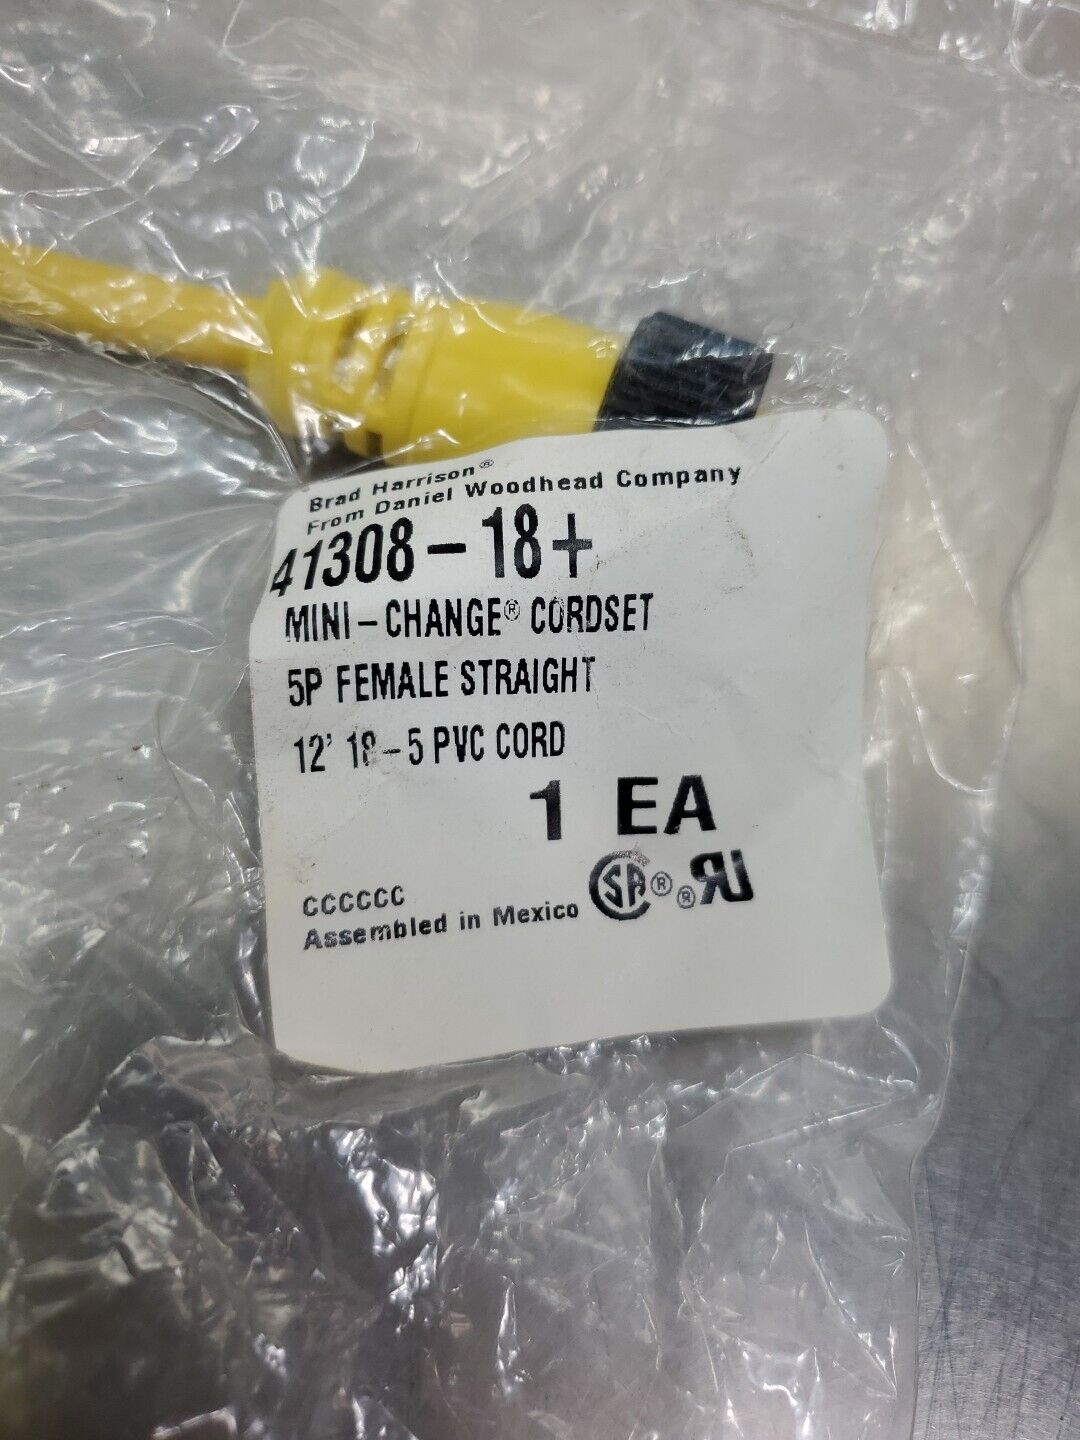 Brad Harrison®
From Daniel Woodhead Company
41308-18+
MINI-CHANGE® CORDSET
5P FEMALE STRAIGHT
12' 18-5 PVC CORD
1 EA
CCCCCC
Assembled in Mexico